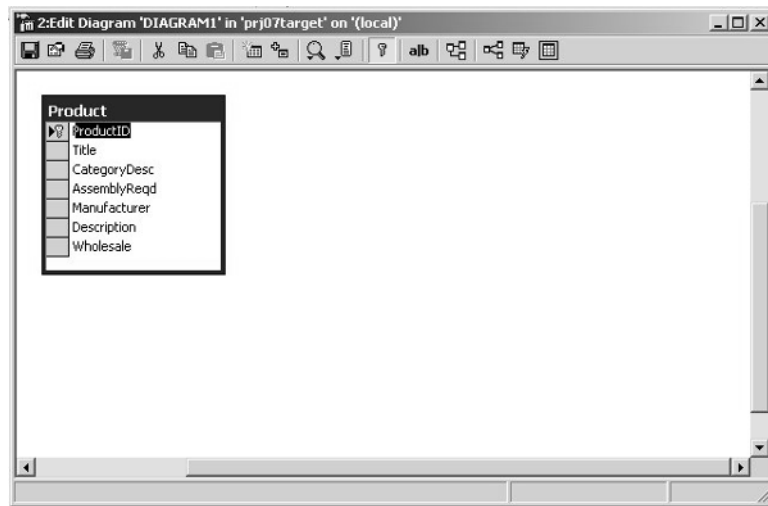 2:Edit Diagram 'DIAGRAM1' in 'prj07target' on '(local)'
a|b
Product
ProductID
Title
CategoryDesc
AssemblyReqd
Manufacturer
Description
Wholesale